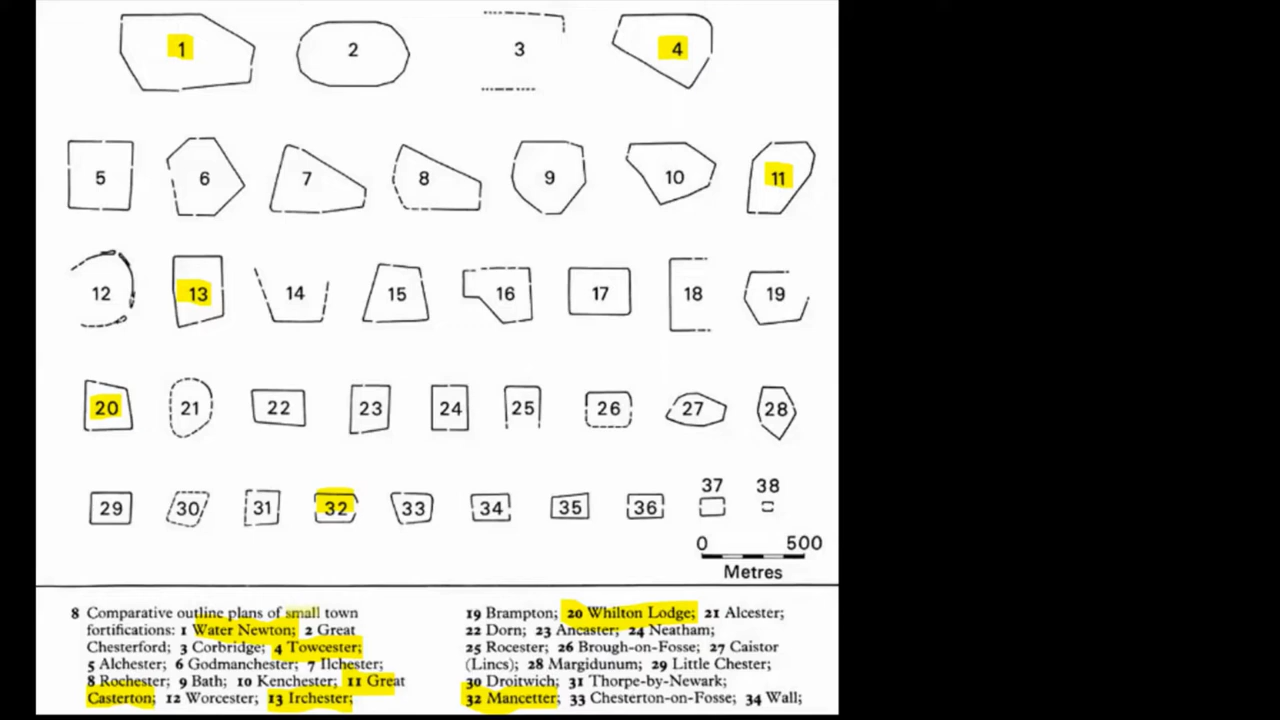 1 2 3 4
5 6 7 8 9 10 11
12 13 14 15 16 17 18 19
20 21 22 23 24 25 26 27 28
37 38
29 30 31 32 33 34 35 36
0 500
Metres
8 Comparative outline plans of small town
fortifications: 1 Water Newton; 2 Great
Chesterford; 3 Corbridge; 4 Towcester;
5 Alchester; 6 Godmanchester; 7 Ilchester;
8 Rochester; 9 Bath; 10 Kenchester; 11 Great
Casterton; 12 Worcester; 13 Irchester;
19 Brampton; 20 Whilton Lodge; 21 Alcester;
22 Dorn; 23 Ancaster; 24 Neatham;
25 Rocester; 26 Brough-on-Fosse; 27 Caistor
(Lincs); 28 Margidunum; 29 Little Chester;
30 Droitwich; 31 Thorpe-by-Newark;
32 Mancetter; 33 Chesterton-on-Fosse; 34 Wall;